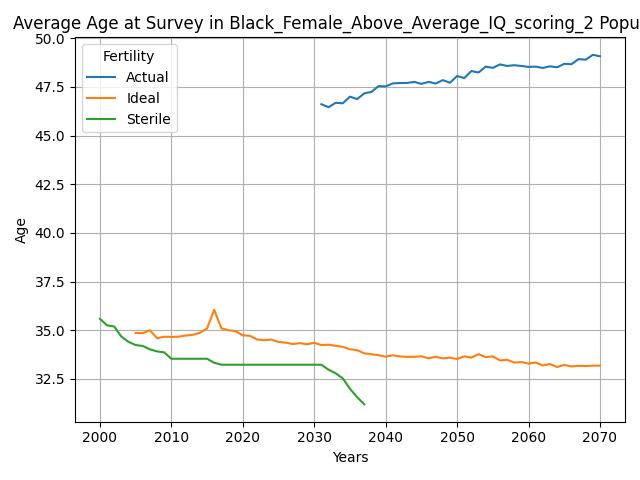 Average Age at Survey in Black_Female_Above_Average_IQ_scoring_2 Popu
Fertility
Actual
Ideal
Sterile
50.0
47.5
45.0
42.5
40.0
37.5
35.0
32.5
Age
2000 2010 2020 2030 2040 2050 2060 2070
Years